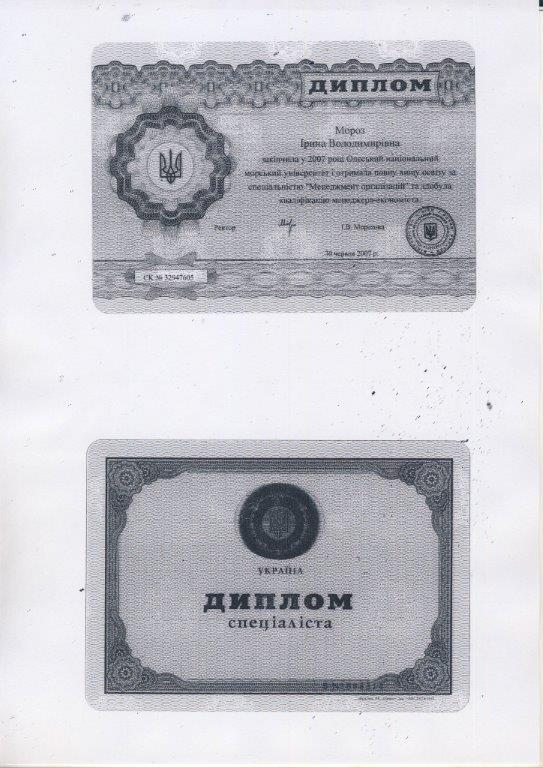 ДИПЛОМ
Мороз
Ірина Володимирівна
закінчила у 2007 році Одеський національний
морський університет і отримала повну вищу освіту за
спеціальністю "Менеджмент організацій" та здобула
кваліфікацію менеджера-економіста
Ректор І.В. Морозова
30 червня 2007 р.
СК № 32947605
УКРАЇНА
ДИПЛОМ
спеціаліста